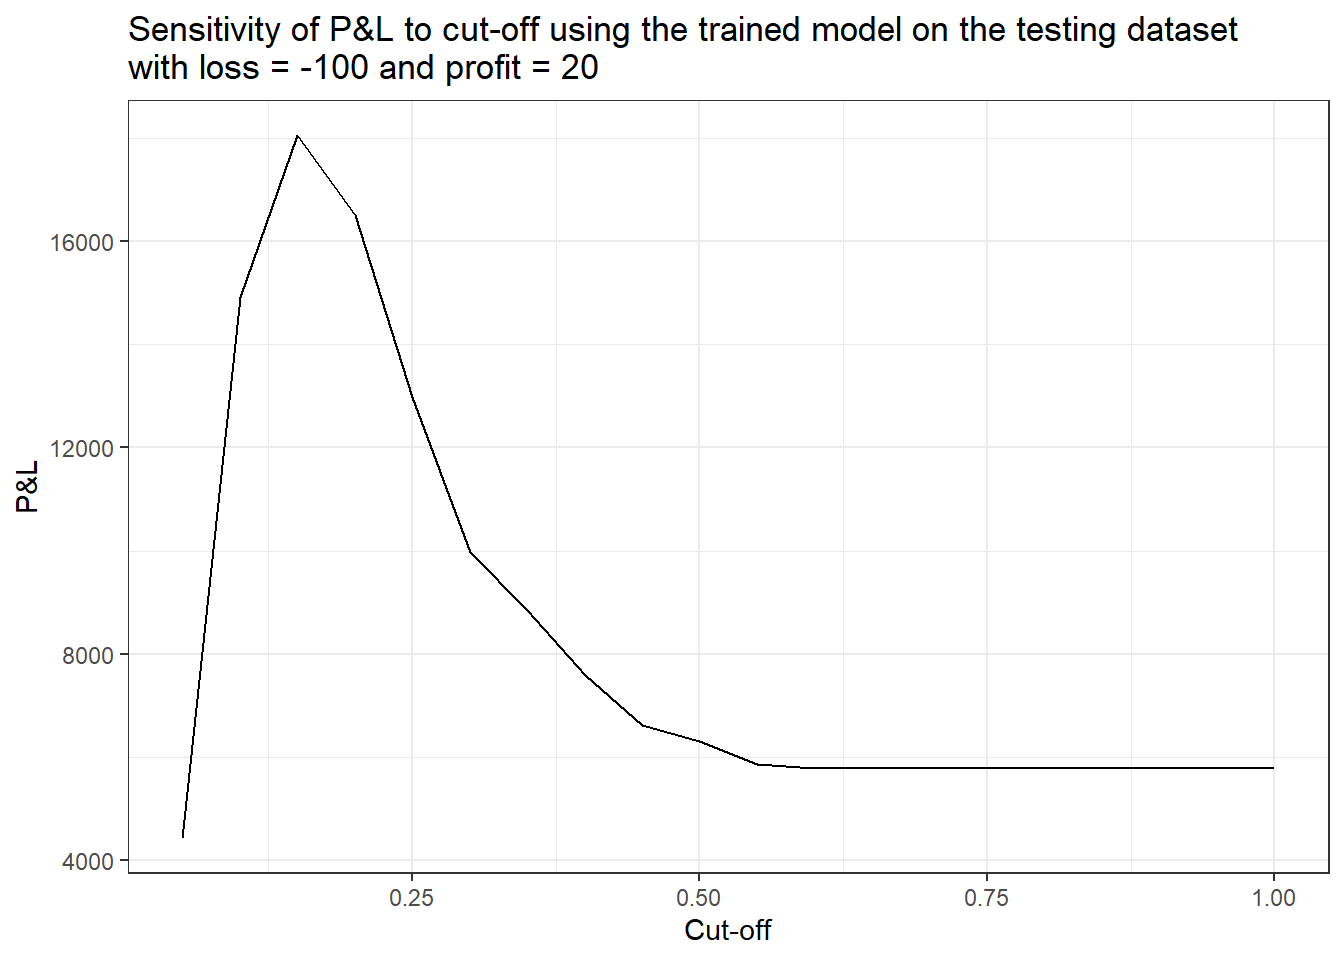 Sensitivity of P&L to cut-off using the trained model on the testing dataset
with loss = -100 and profit = 20
16000
12000
8000
4000
P&L
0.25
0.50
0.75
1.00
Cut-off